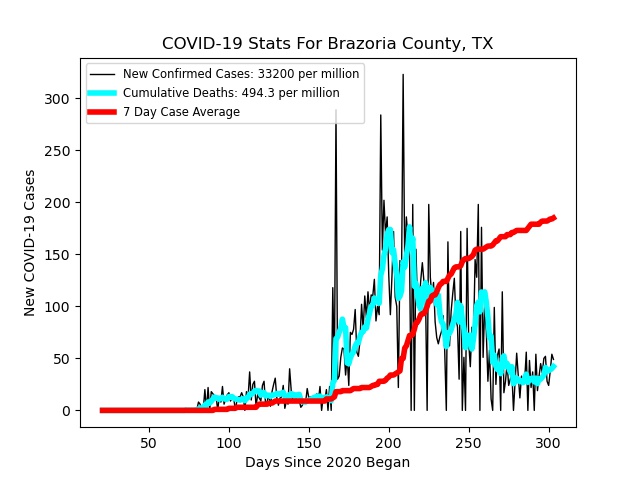 COVID-19 Stats For Brazoria County, TX
New Confirmed Cases: 33200 per million
Cumulative Deaths: 494.3 per million
7 Day Case Average
300
250
200
150
100
50
0
New COVID-19 Cases
50 100 150 200 250 300
Days Since 2020 Began